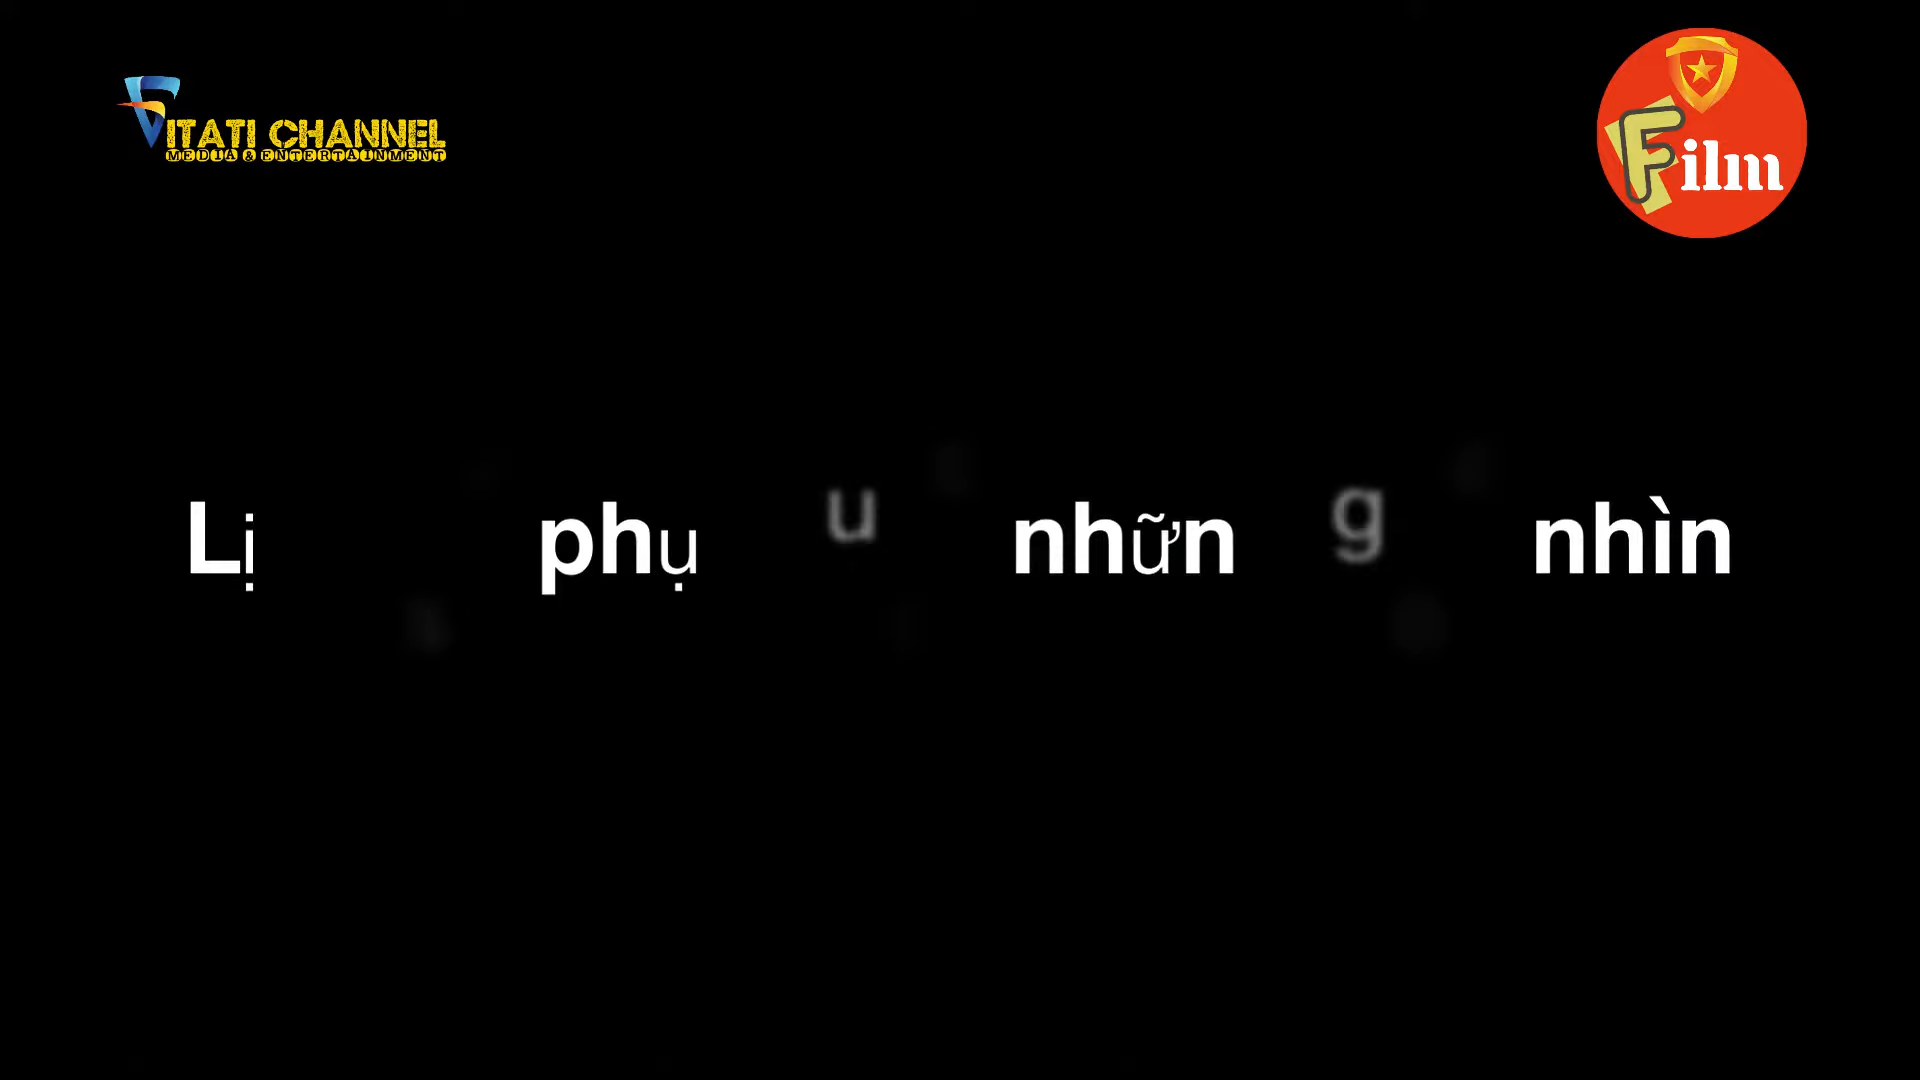 VITATI CHANNEL
MEDIA & ENTERTAINMENT
Film
Lị phụ u nhữn g nhìn